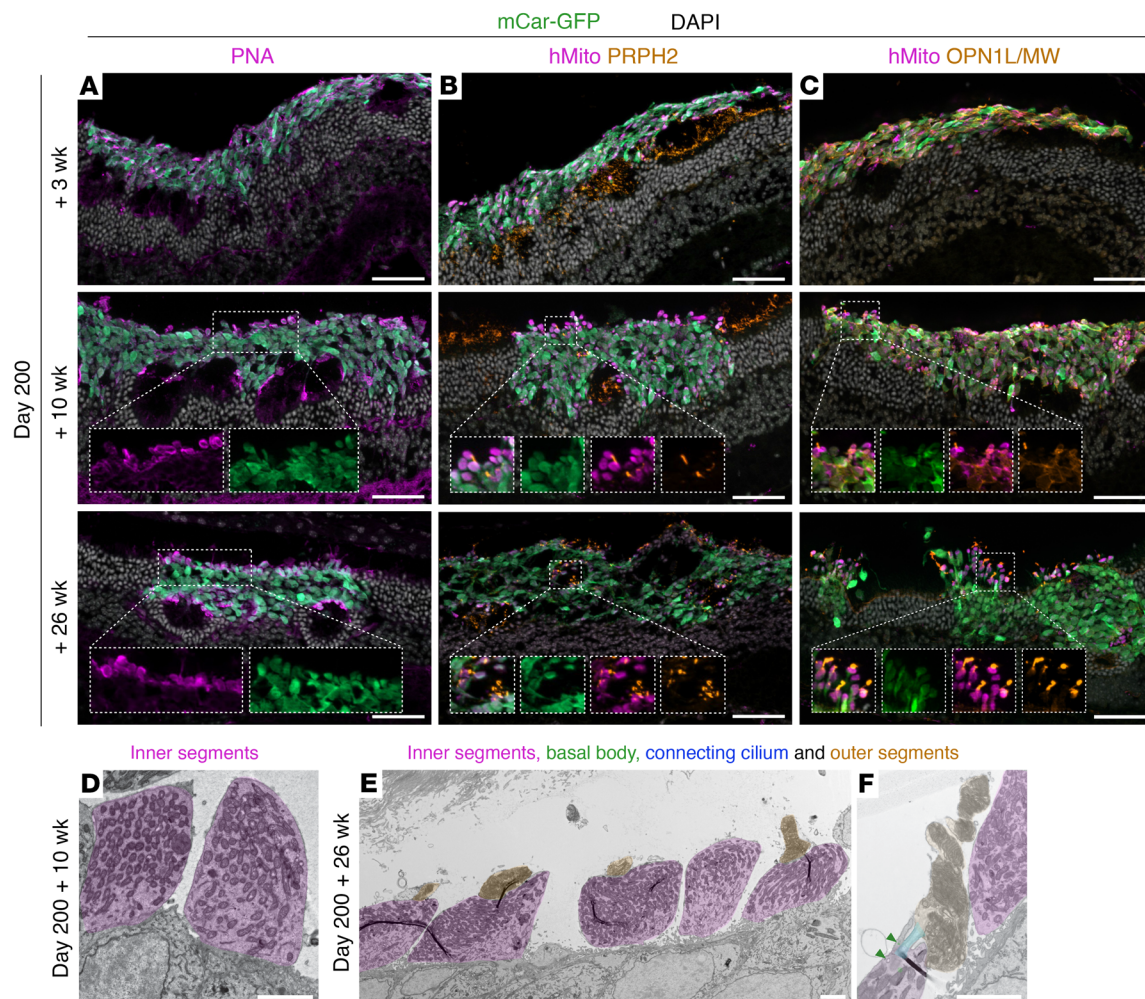 mCar-GFP DAPI
PNA
hMito PRPH2
hMito OPN1L/MW
A
B
C
Day 200
+ 3 wk
+ 10 wk
+ 26 wk
Inner segments
Inner segments, basal body, connecting cilium and outer segments
D
E
F
Day 200 + 10 wk
Day 200 + 26 wk